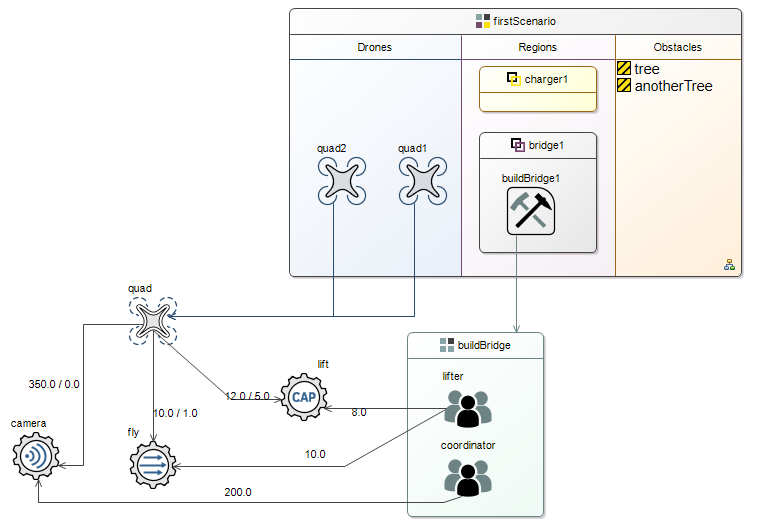 firstScenario
Drones
Regions
Obstacles
charger1
tree
anotherTree
quad2
quad1
bridge1
buildBridge1
quad
buildBridge
lift
lifter
350.0 / 0.0
12.0 / 5.0
CAP
10.0 / 1.0
8.0
camera
fly
coordinator
10.0
200.0